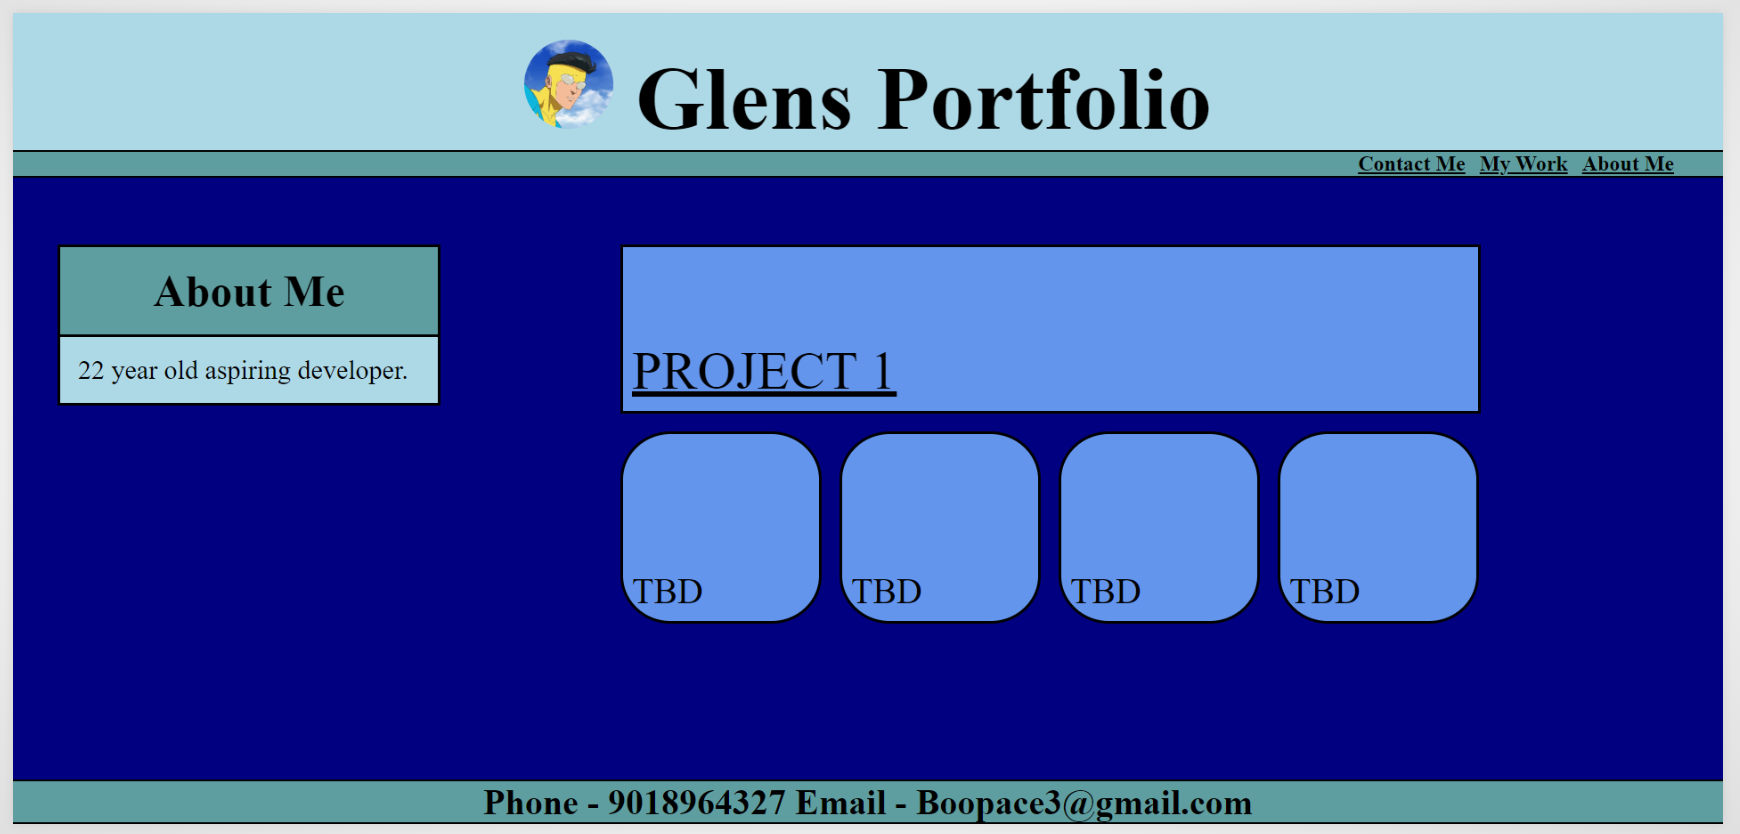 Glens Portfolio
Contact Me My Work About Me
About Me
22 year old aspiring developer.
PROJECT 1
TBD TBD TBD TBD
Phone - 9018964327 Email - Boopace3@gmail.com